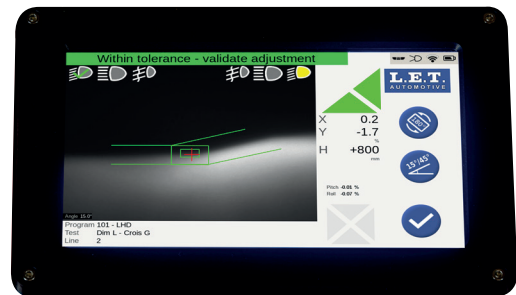 Within tolerance - validate adjustment
L.E.T.
AUTOMOTIVE
X 0.2
Y -1.7
%
H +800
mm
180°
15°/45°
Pitch -0.01 %
Roll -0.07 %
Angle 15.0°
Program 101 - LHD
Test Dim L - Crois G
Line 2